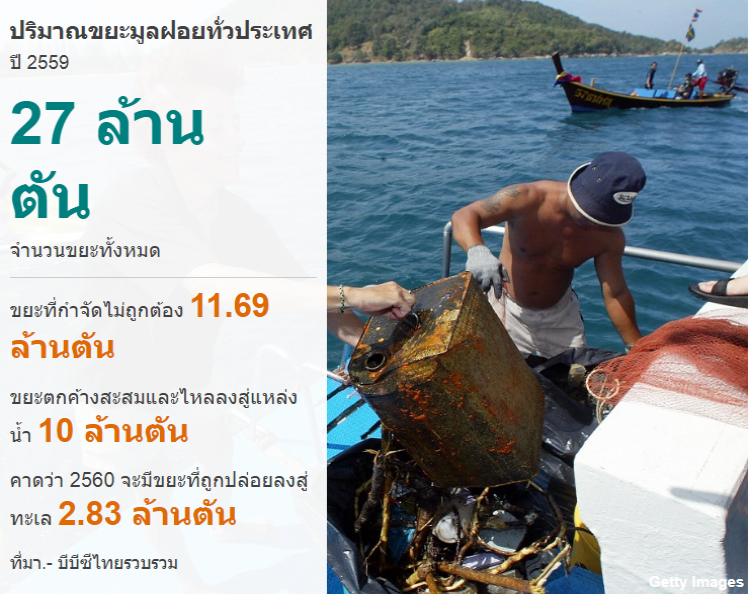 ปริมาณขยะมูลฝอยทั่วประเทศ
ปี 2559
27 ล้าน
ตัน
จำนวนขยะทั้งหมด
ขยะที่กำจัดไม่ถูกต้อง 11.69
ล้านตัน
ขยะตกค้างสะสมและไหลลงสู่แหล่ง
น้ำ 10 ล้านตัน
คาดว่า 2560 จะมีขยะที่ถูกปล่อยลงสู่
ทะเล 2.83 ล้านตัน
ที่มา.- บีบีซีไทยรวบรวม
Getty Images